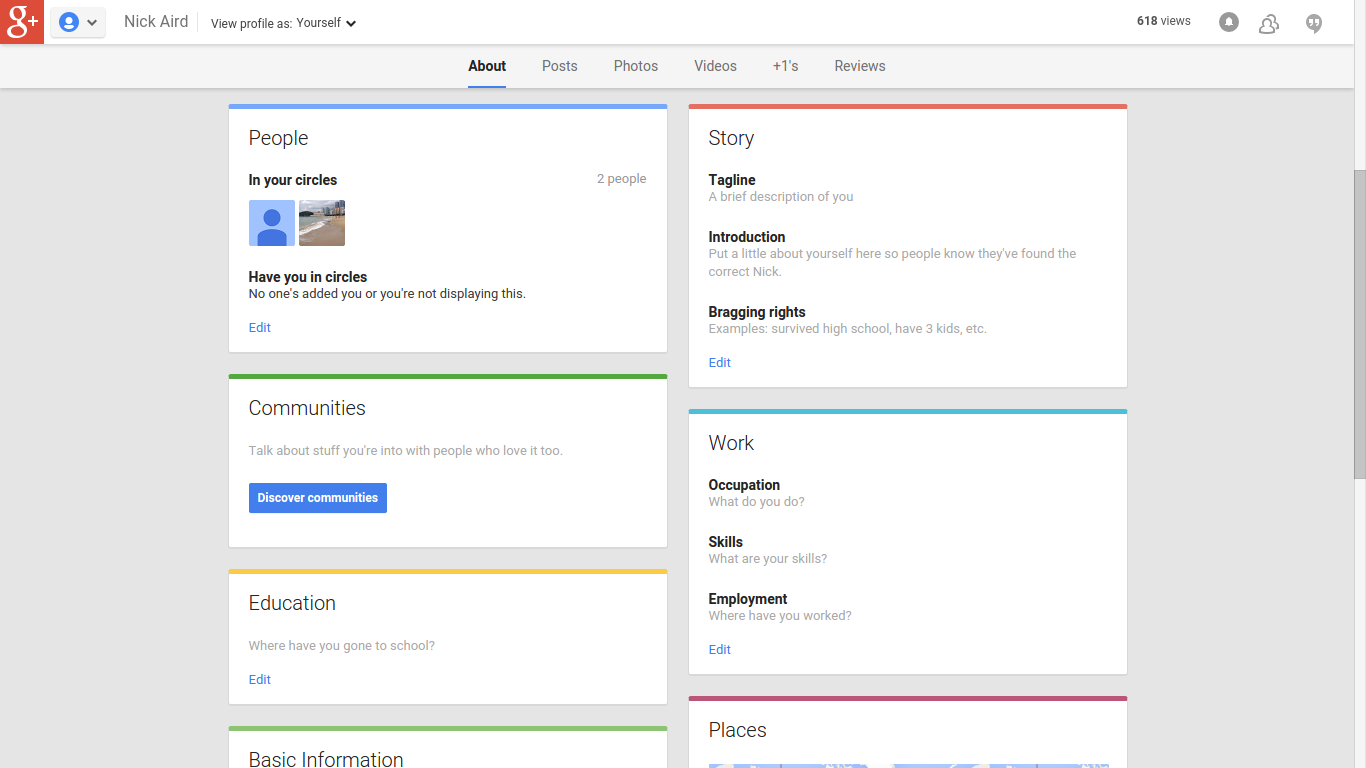 g+ Nick Aird View profile as: Yourself 618 views
About Posts Photos Videos +1's Reviews
People
In your circles 2 people
Have you in circles
No one's added you or you're not displaying this.
Edit
Communities
Talk about stuff you're into with people who love it too.
Discover communities
Education
Where have you gone to school?
Edit
Basic Information
Story
Tagline
A brief description of you
Introduction
Put a little about yourself here so people know they've found the
correct Nick.
Bragging rights
Examples: survived high school, have 3 kids, etc.
Edit
Work
Occupation
What do you do?
Skills
What are your skills?
Employment
Where have you worked?
Edit
Places